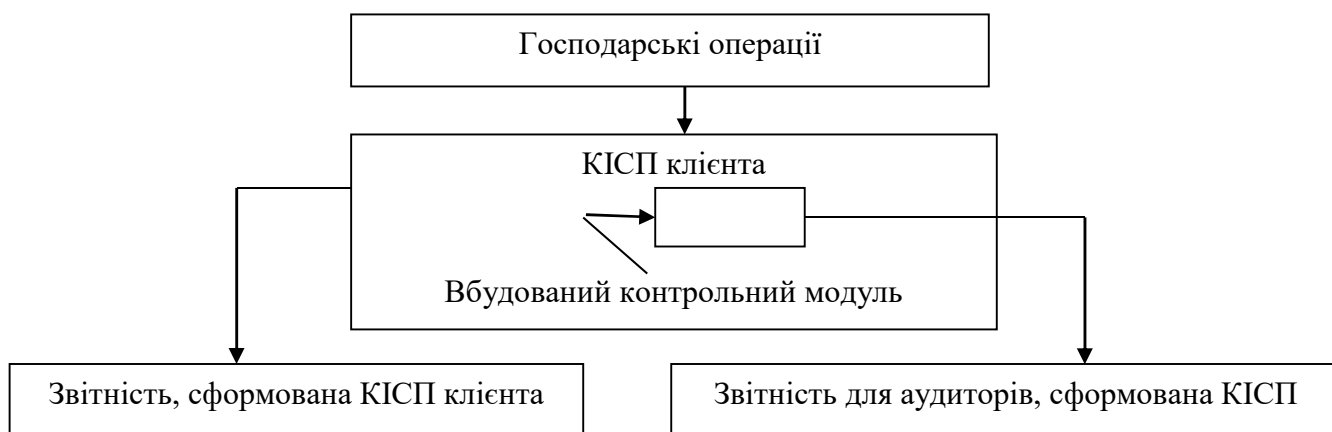 Господарські операції
КІСП клієнта
Вбудований контрольний модуль
Звітність, сформована КІСП клієнта
Звітність для аудиторів, сформована КІСП